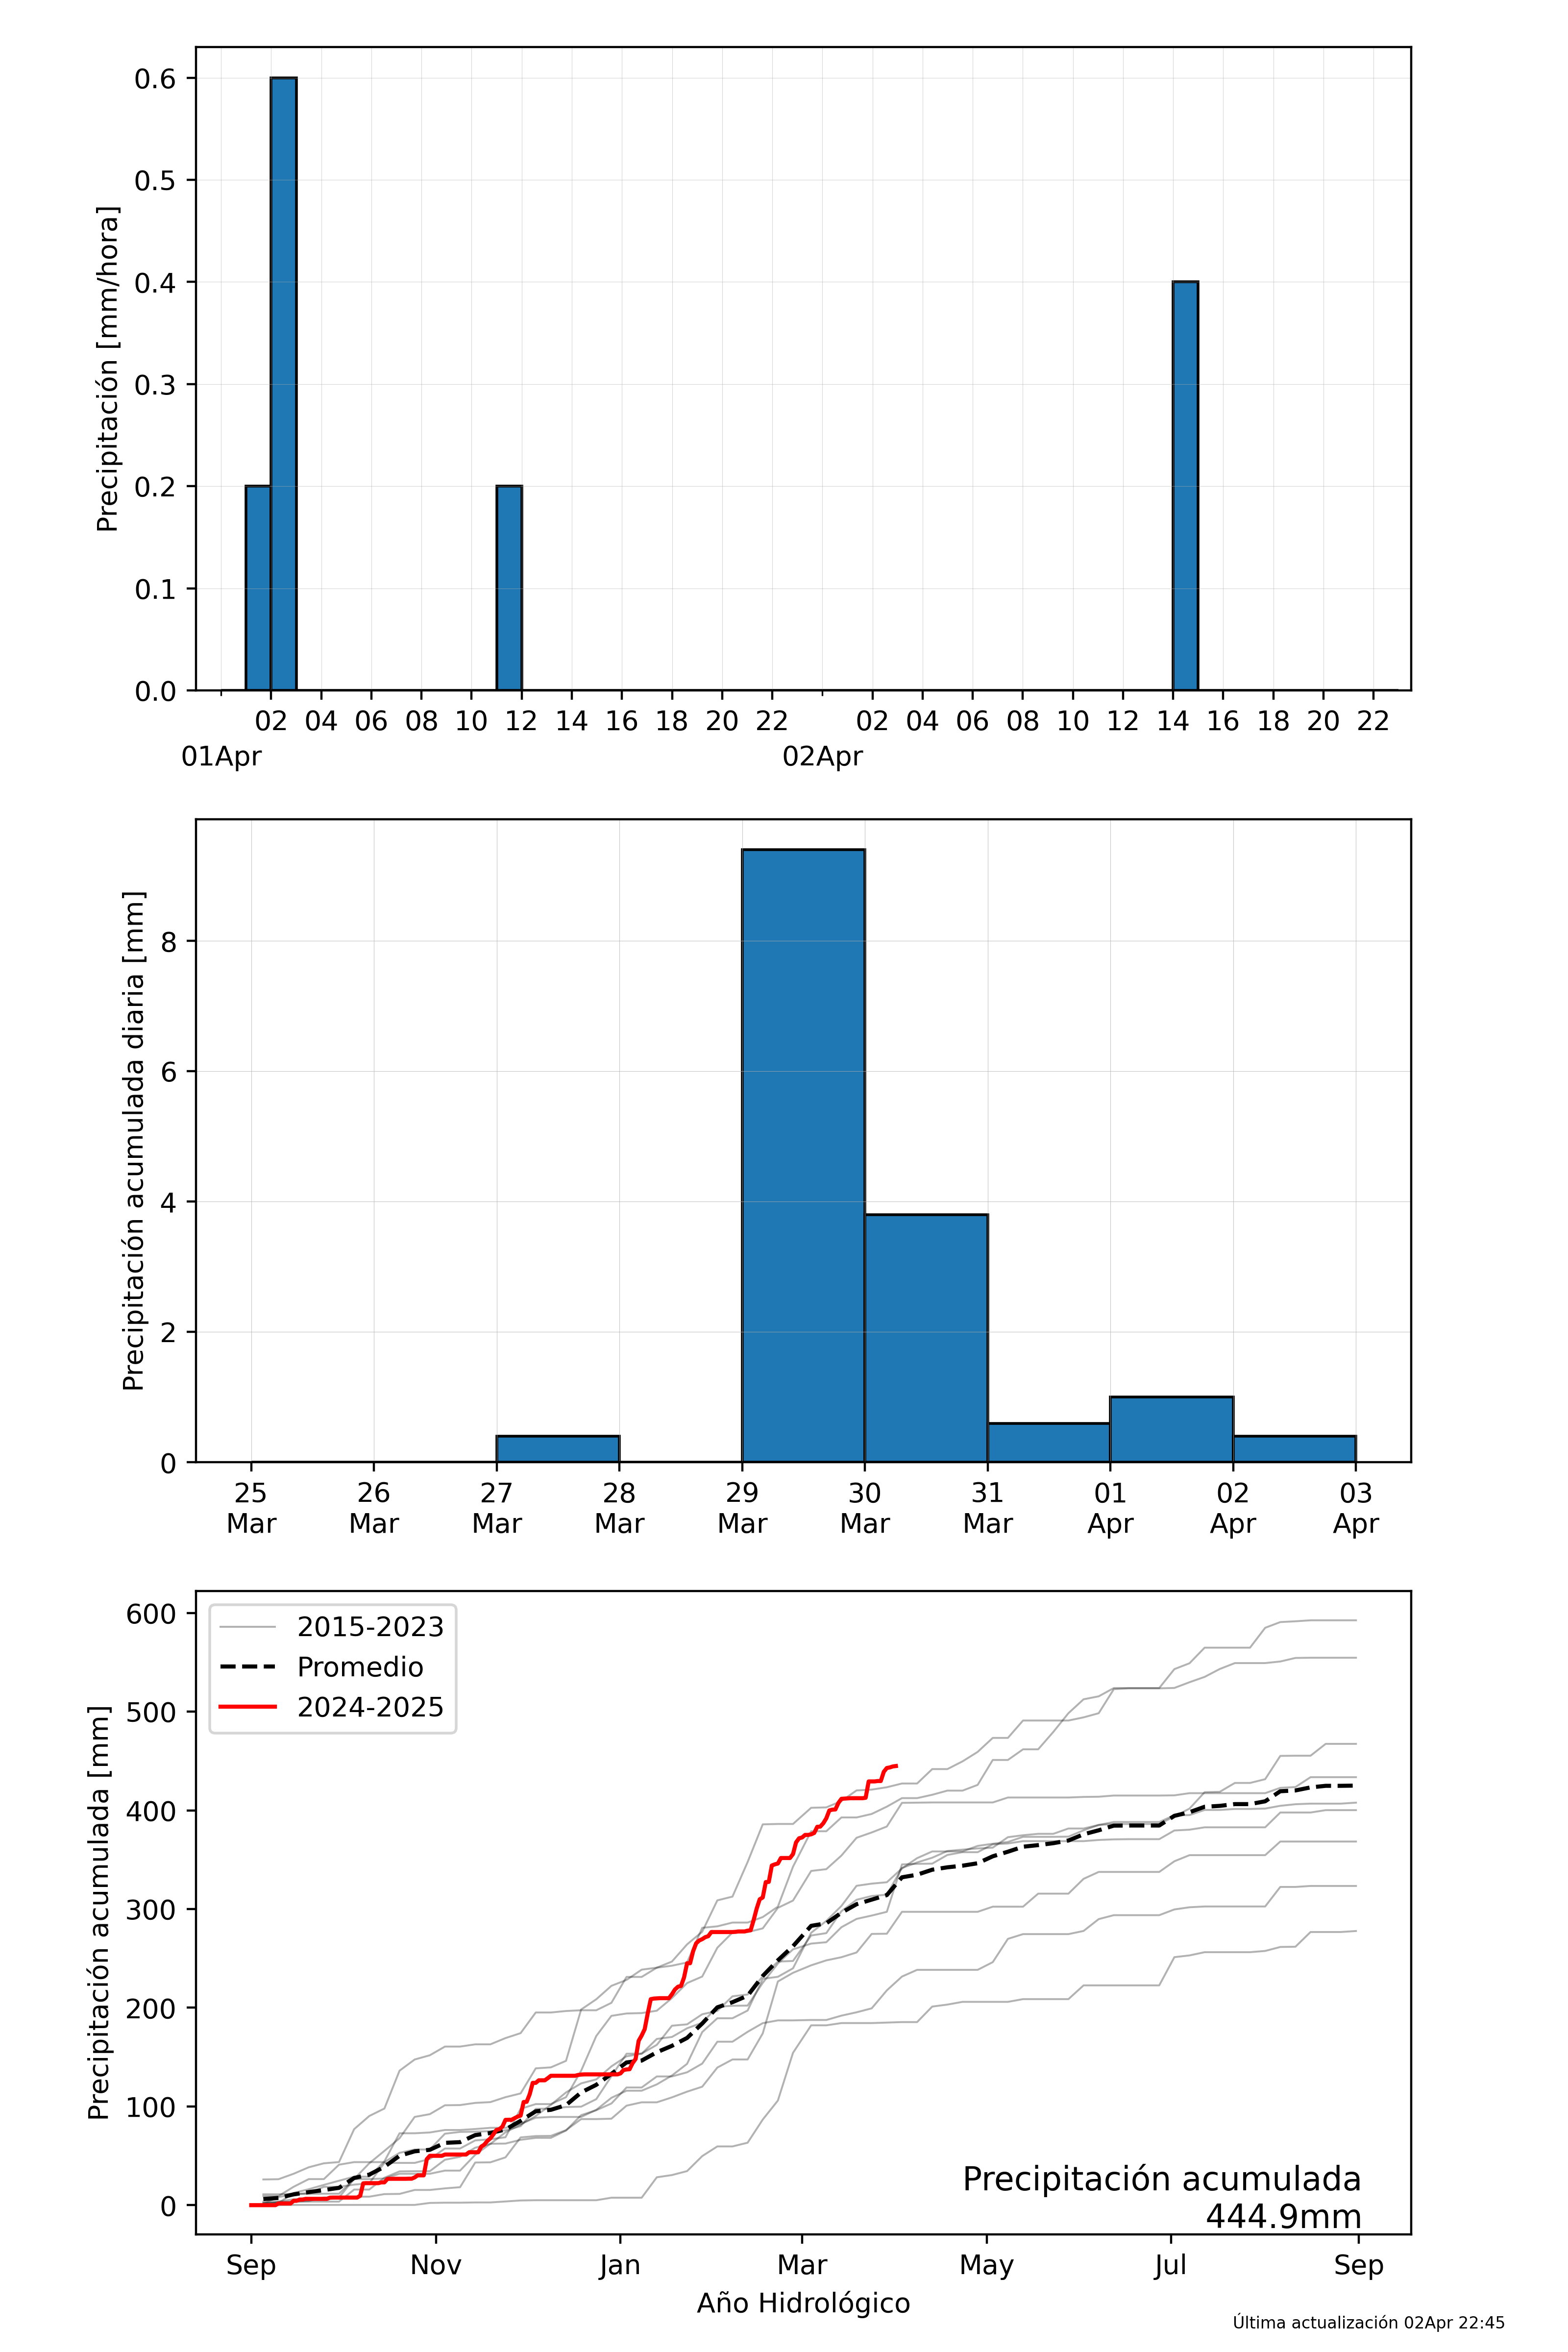 Precipitación [mm/hora]
0.6
0.5
0.4
0.3
0.2
0.1
0.0
02 04 06 08 10 12 14 16 18 20 22 02 04 06 08 10 12 14 16 18 20 22
01Apr 02Apr
Precipitación acumulada diaria [mm]
8
6
4
2
0
25 26 27 28 29 30 31 01 02 03
Mar Mar Mar Mar Mar Mar Mar Apr Apr Apr
Precipitación acumulada [mm]
600
500
400
300
200
100
0
2015-2023
Promedio
2024-2025
Precipitación acumulada
444.9mm
Sep Nov Jan Mar May Jul Sep
Año Hidrológico
Última actualización 02Apr 22:45